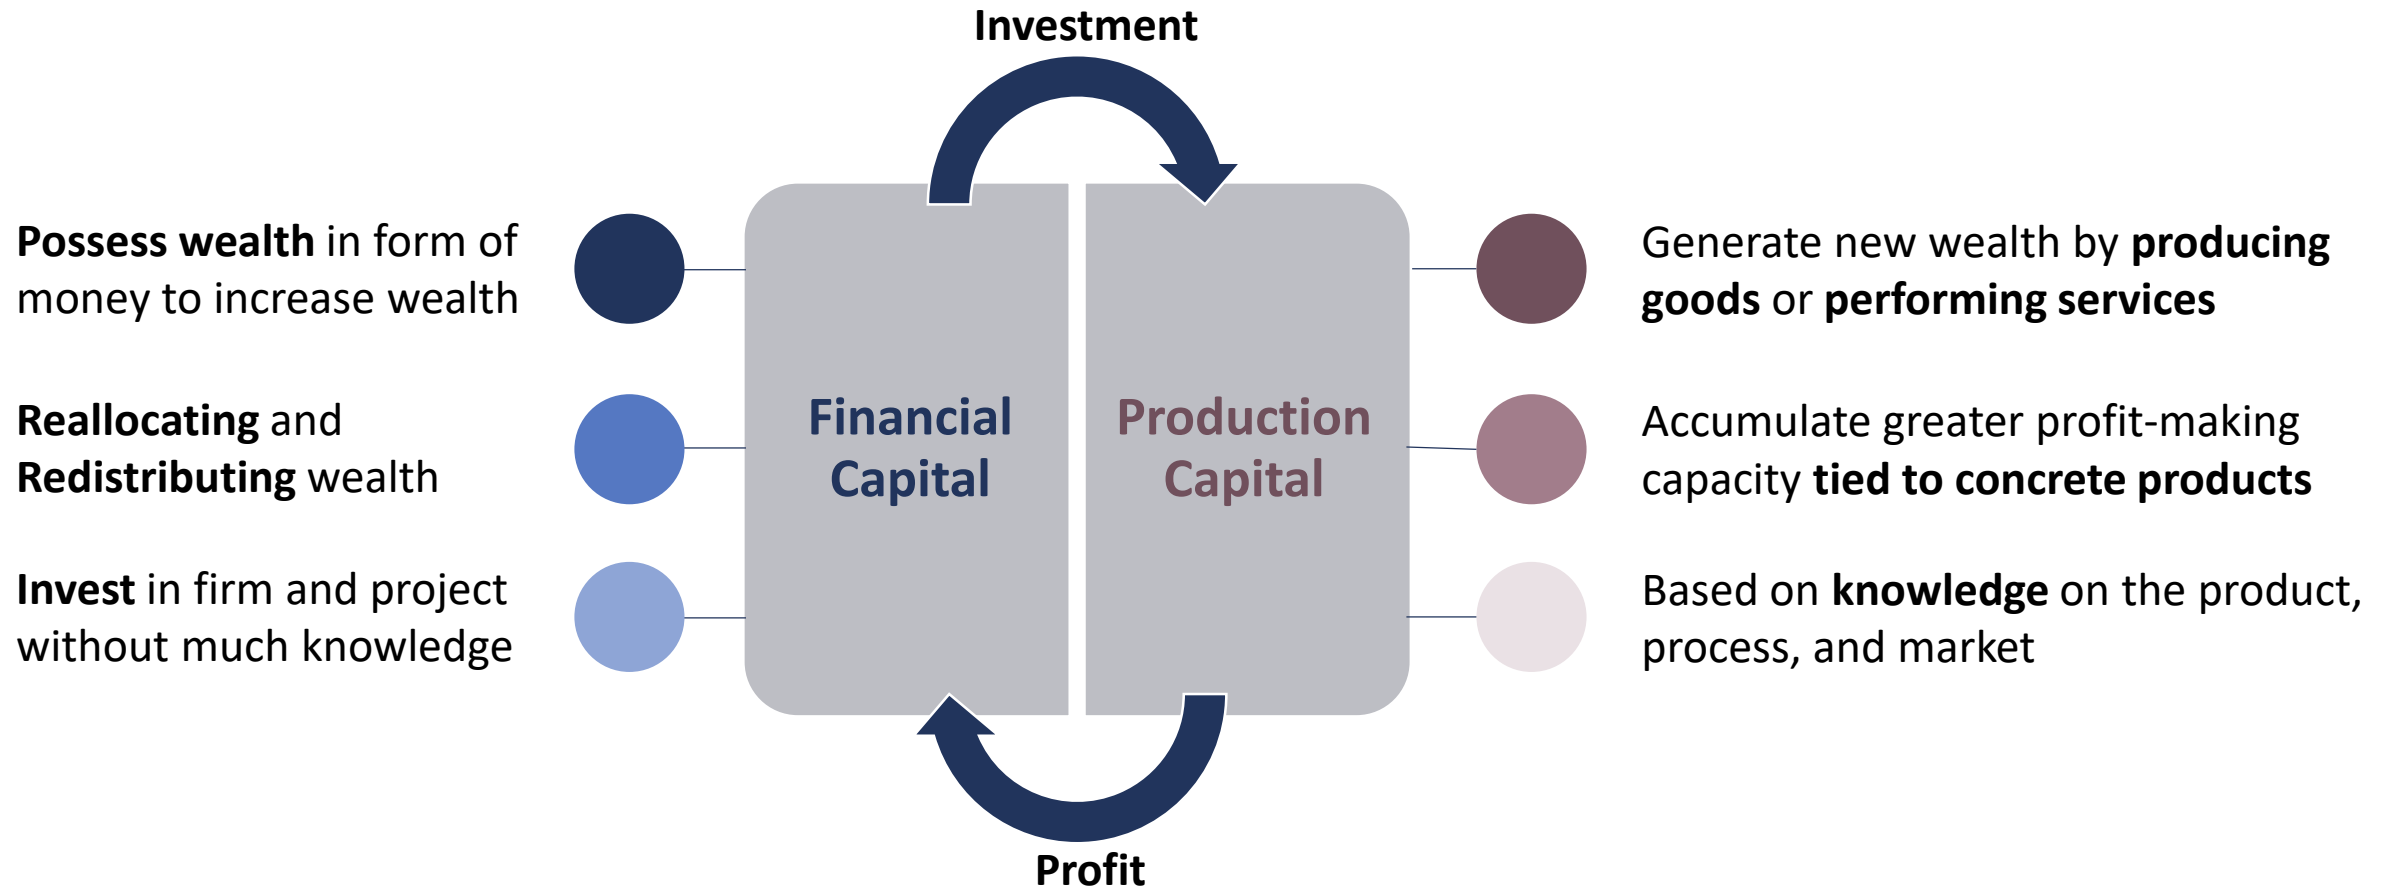 Investment
Possess wealth in form of
money to increase wealth
Reallocating and
Redistributing wealth
Invest in firm and project
without much knowledge
Financial
Capital
Production
Capital
Generate new wealth by producing
goods or performing services
Accumulate greater profit-making
capacity tied to concrete products
Based on knowledge on the product,
process, and market
Profit